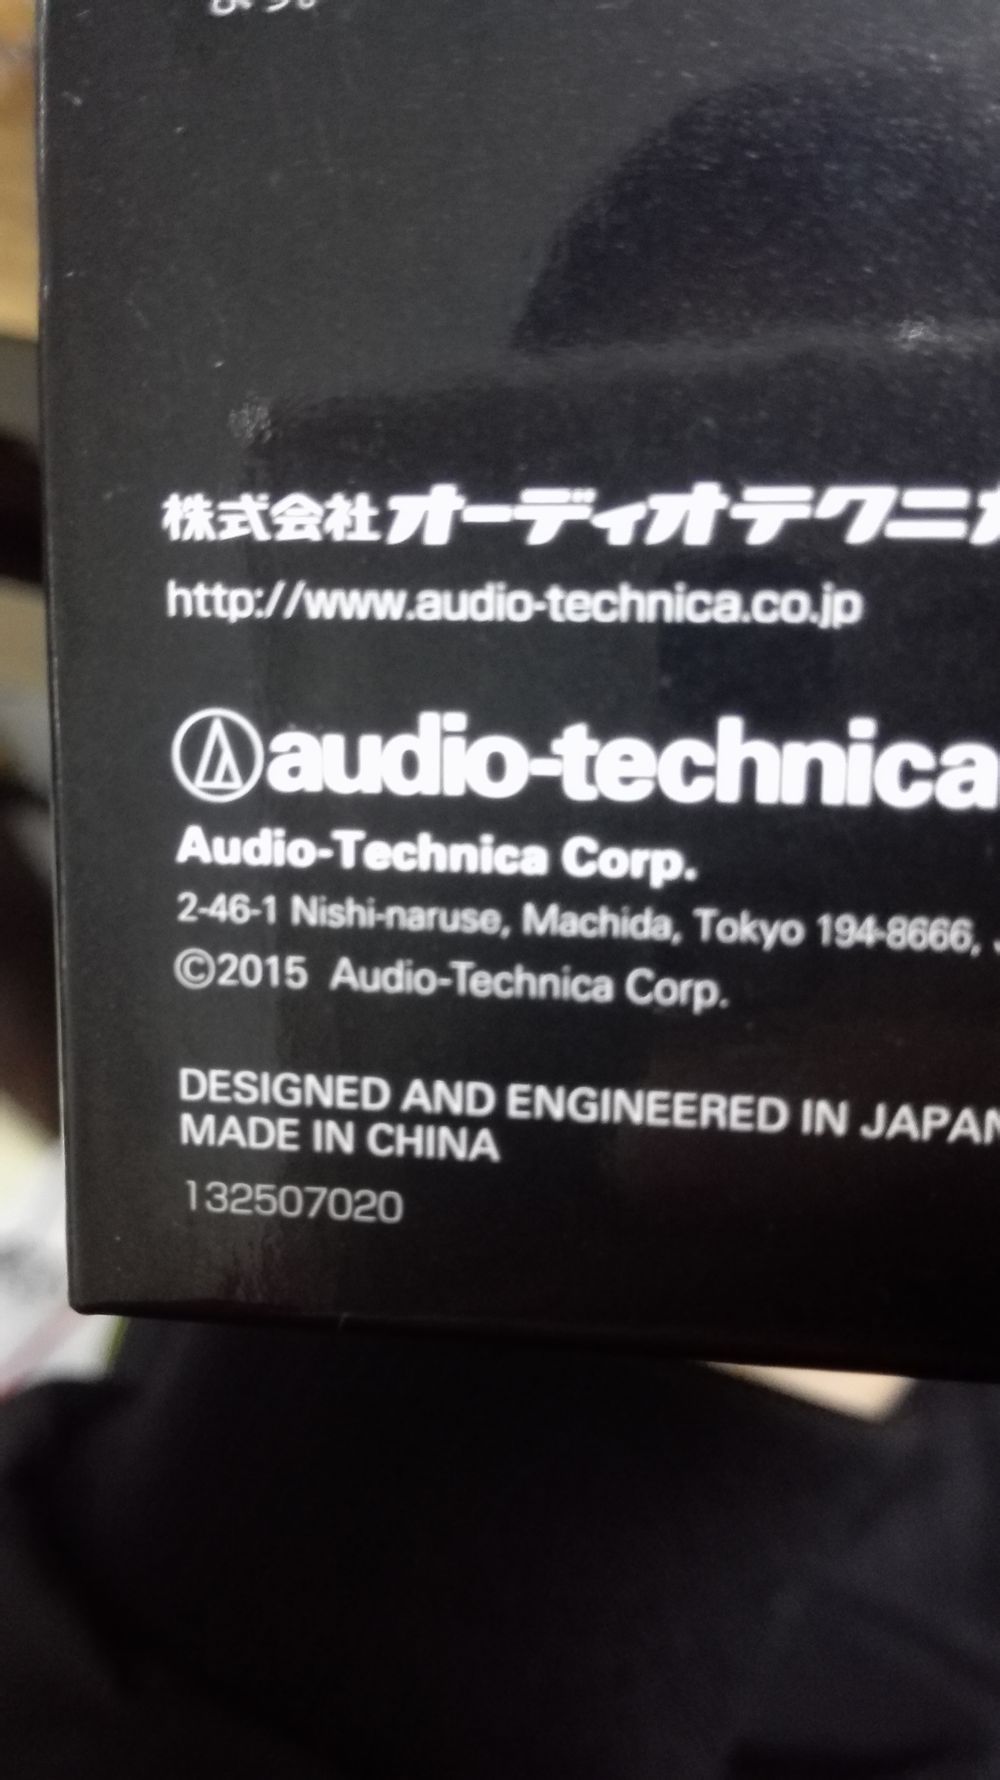 株式会社オーディオテクニカ
http://www.audio-technica.co.jp
audio-technica
Audio-Technica Corp.
2-46-1 Nishi-naruse, Machida, Tokyo 194-8666,
©2015 Audio-Technica Corp.
DESIGNED AND ENGINEERED IN JAPAN
MADE IN CHINA
132507020